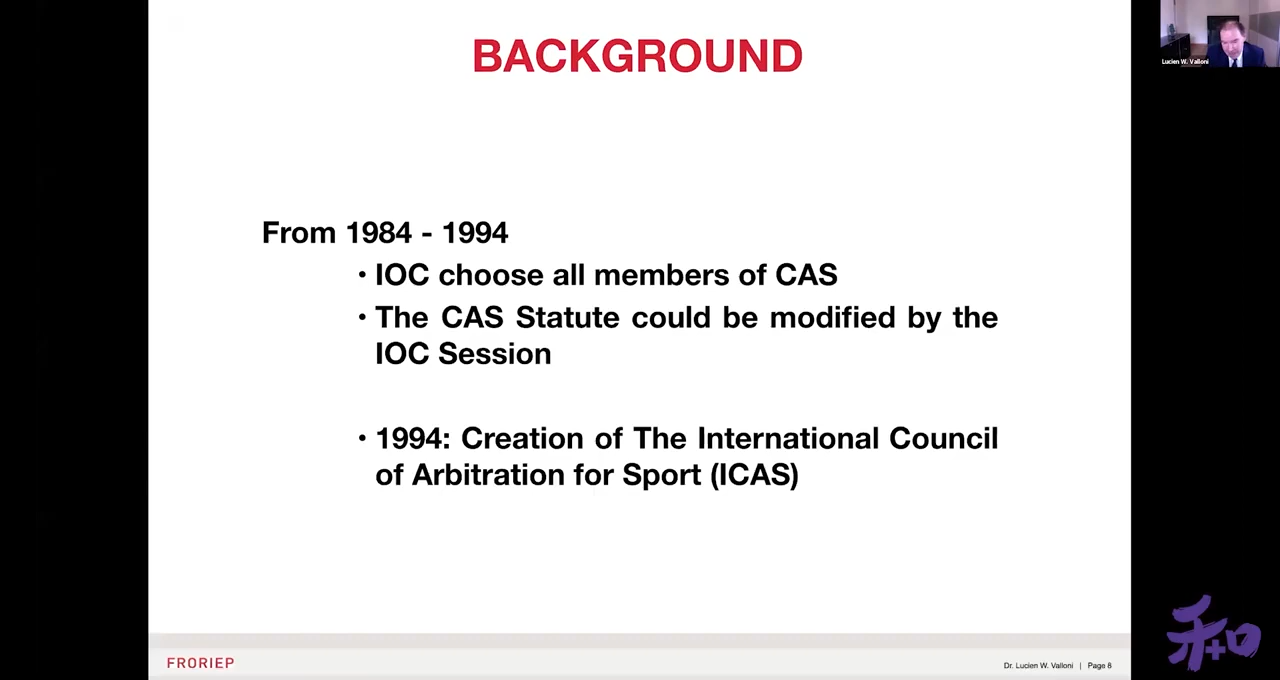 BACKGROUND
Lucien W. Valloni
From 1984 - 1994
• IOC choose all members of CAS
• The CAS Statute could be modified by the
IOC Session
• 1994: Creation of The International Council
of Arbitration for Sport (ICAS)
FRORIEP
Dr. Lucien W. Valloni | Page 8